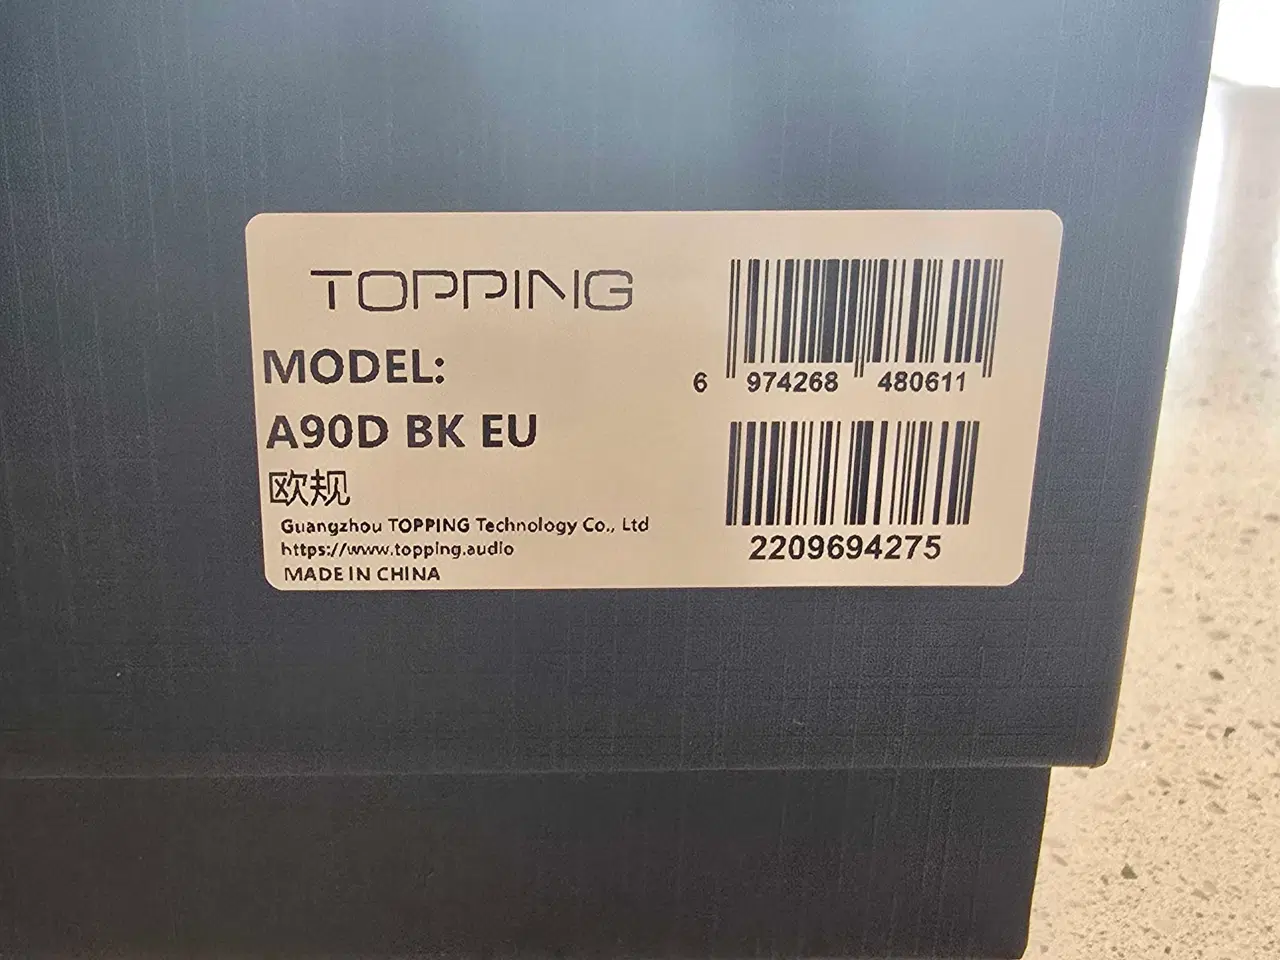 TOPPING
MODEL:
A90D BK EU
欧规
Guangzhou TOPPING Technology Co., Ltd
https://www.topping.audio
MADE IN CHINA
6 974268 480611
2209694275